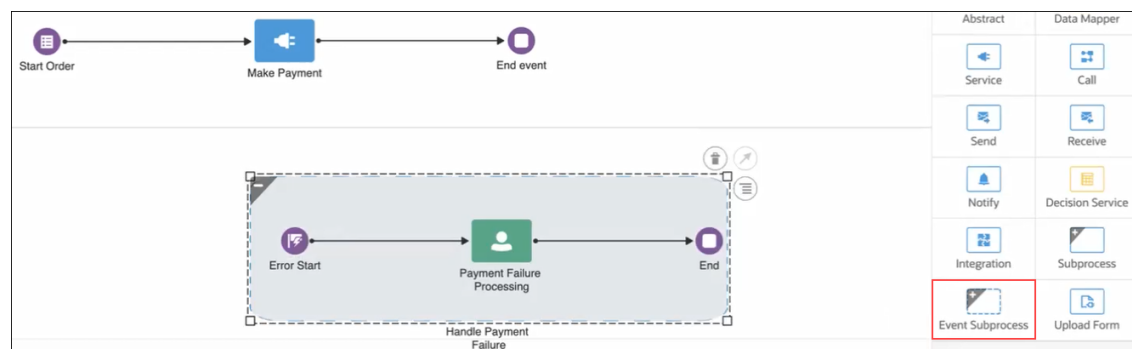 Abstract
Data Mapper
Start Order
Make Payment
End event
Service
Call
Send
Receive
Notify
Decision Service
Error Start
Payment Failure
Processing
End
Integration
Subprocess
Handle Payment
Failure
Event Subprocess
Upload Form